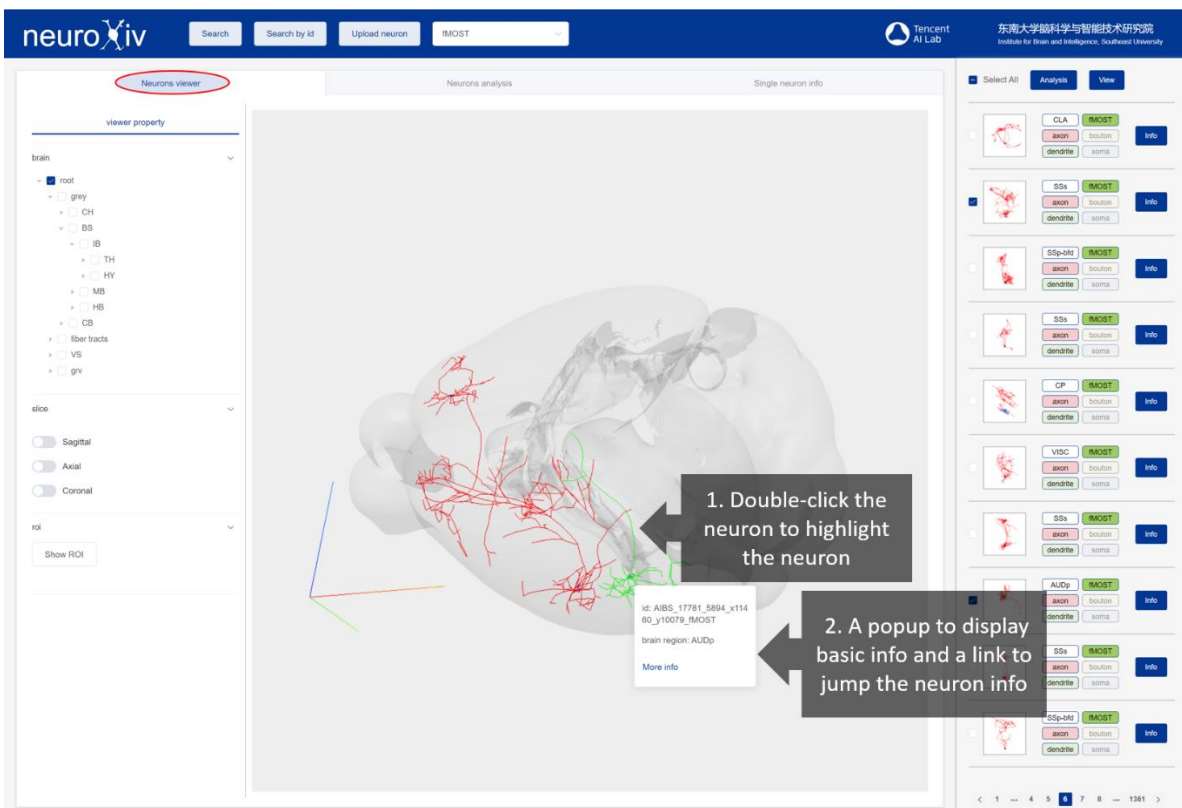 neuroXiv
Search
Search by id
Upload neuron
fMOST
Tencent
AI Lab
东南大学脑科学与智能技术研究院
Institute for Brain and Intelligence, Southeast University
Neurons viewer
Neurons analysis
Single neuron info
viewer property
brain
root
grey
CH
BS
IB
TH
HY
MB
HB
CB
fiber tracts
VS
grv
slice
Sagittal
Axial
Coronal
roi
Show ROI
1. Double-click the
neuron to highlight
the neuron
id: AIBS_17781_5694_x114
60_y10079_fMOST
brain region: AUDp
More info
2. A popup to display
basic info and a link to
jump the neuron info
Select All
Analysis
View
CLA fMOST
axon bouton Info
dendrite soma
SSs fMOST
axon bouton Info
dendrite soma
SSp-bfd fMOST
axon bouton Info
dendrite soma
SSs fMOST
axon bouton Info
dendrite soma
CP fMOST
axon bouton Info
dendrite soma
VISC fMOST
axon bouton Info
dendrite soma
SSs fMOST
axon bouton Info
dendrite soma
AUDp fMOST
axon bouton Info
dendrite soma
SSs fMOST
axon bouton Info
dendrite soma
SSp-bfd fMOST
axon bouton Info
dendrite soma
< 1 ... 4 5 6 7 8 ... 1361 >